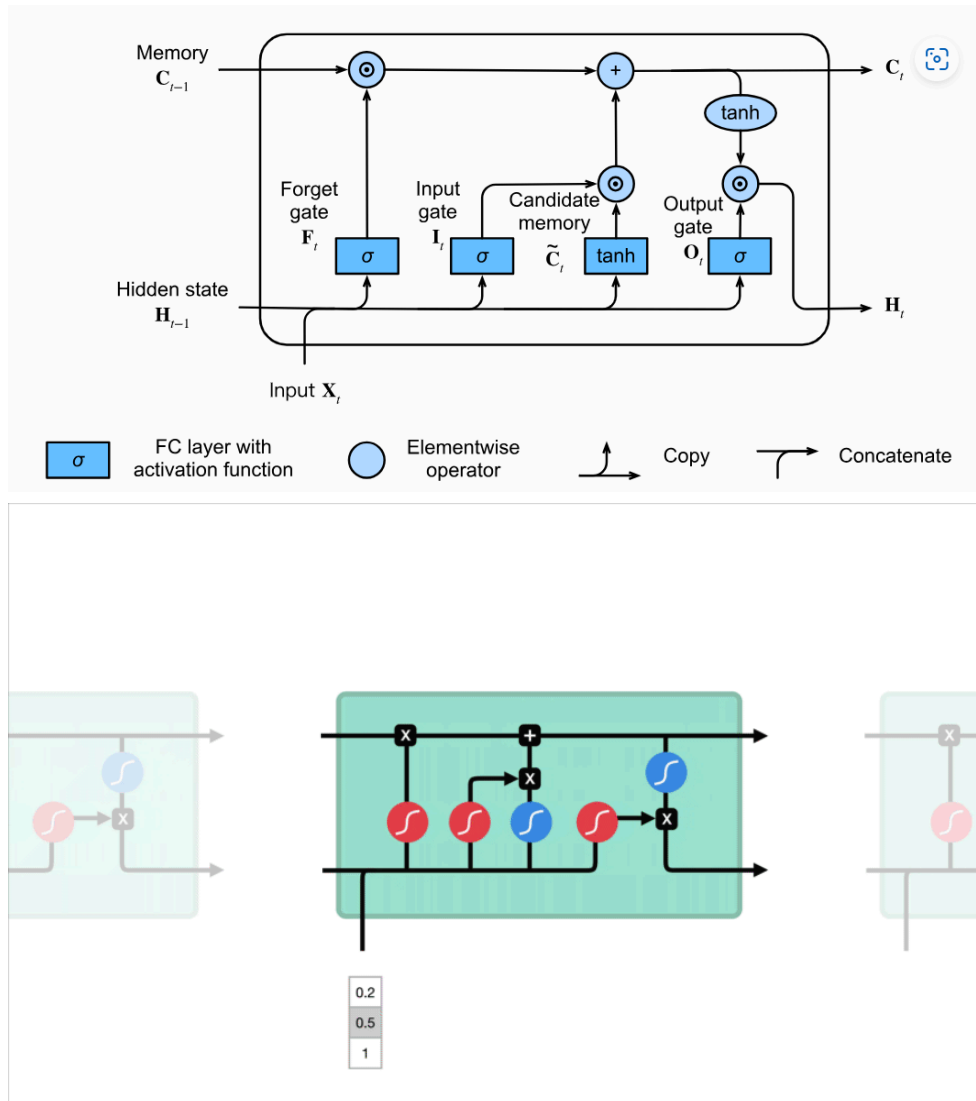 Memory
C_{t−1}
C_t
tanh
Forget
gate
F_t
Input
gate
I_t
Candidate
memory
C̃_t
Output
gate
O_t
σ
σ
tanh
σ
Hidden state
H_{t−1}
H_t
Input X_t
σ
FC layer with
activation function
Elementwise
operator
Copy
Concatenate
X
+
X
X
X
X
0.2
0.5
1